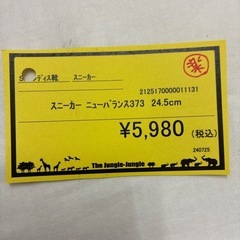 ディス靴 スニーカー
2125170000011131
スニーカー ニューバランス373 24.5cm
¥5,980 (税込)
240725
The Jungle-Jungle